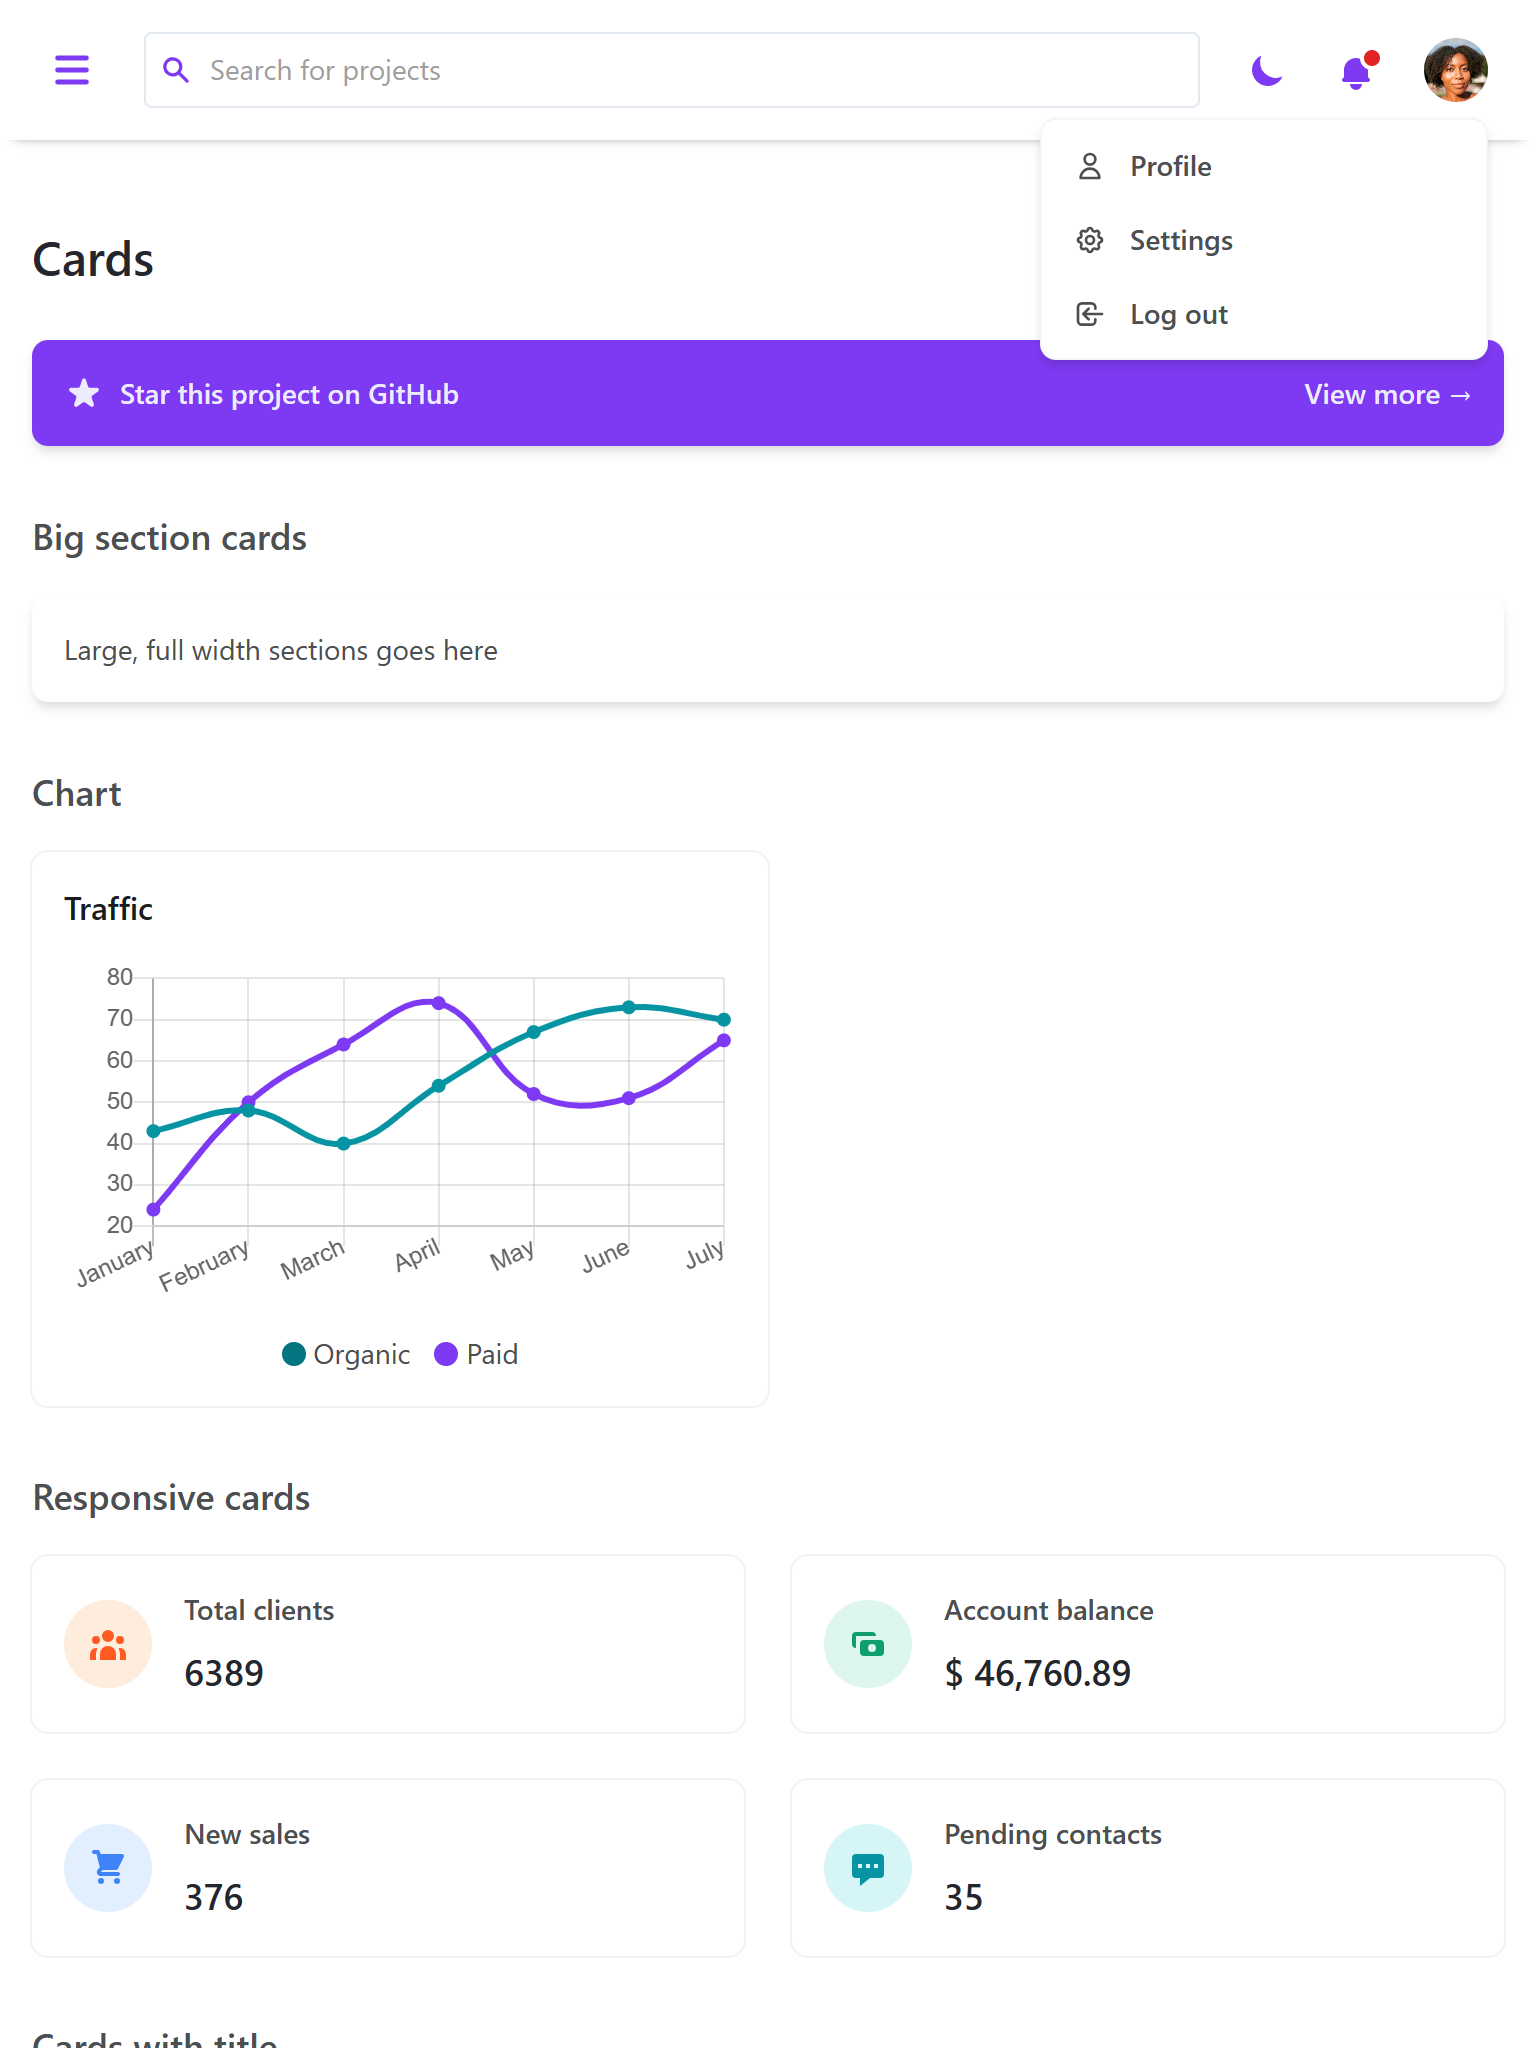 Search for projects
Profile
Settings
Log out
Cards
Star this project on GitHub
View more →
Big section cards
Large, full width sections goes here
Chart
Traffic
80
70
60
50
40
30
20
January
February
March
April
May
June
July
Organic
Paid
Responsive cards
Total clients
6389
Account balance
$ 46,760.89
New sales
376
Pending contacts
35
Cards with title